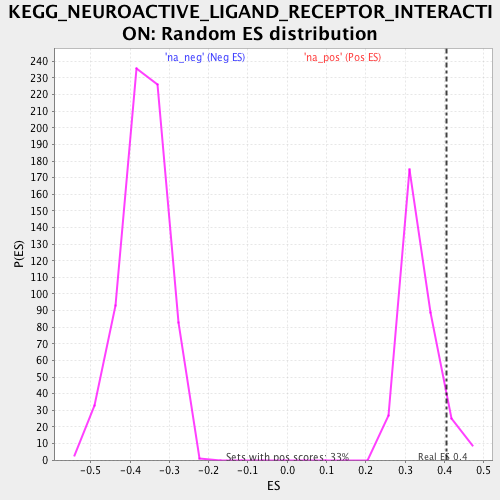 KEGG_NEUROACTIVE_LIGAND_RECEPTOR_INTERACTI
ON: Random ES distribution
'na_neg' (Neg ES)
'na_pos' (Pos ES)
240
230
220
210
200
190
180
170
160
150
140
130
120
110
100
90
80
70
60
50
40
30
20
10
0
P(ES)
Sets with pos scores: 33%
Real ES 0.4
-0.5 -0.4 -0.3 -0.2 -0.1 0.0 0.1 0.2 0.3 0.4 0.5
ES